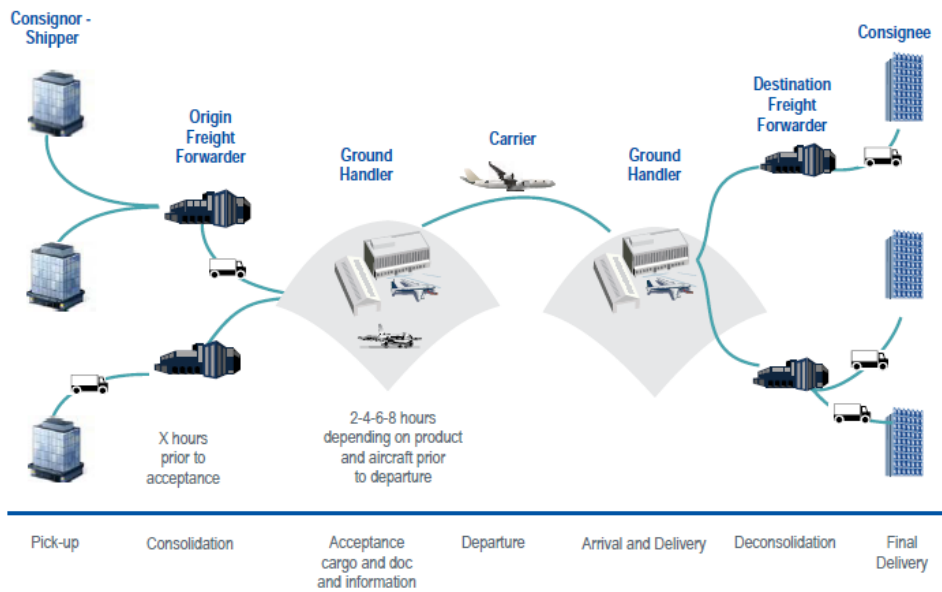 Consignor -
Shipper
Origin
Freight
Forwarder
Ground
Handler
Carrier
Ground
Handler
Destination
Freight
Forwarder
Consignee
X hours
prior to
acceptance
2-4-6-8 hours
depending on product
and aircraft prior
to departure
Pick-up
Consolidation
Acceptance
cargo and doc
and information
Departure
Arrival and Delivery
Deconsolidation
Final
Delivery